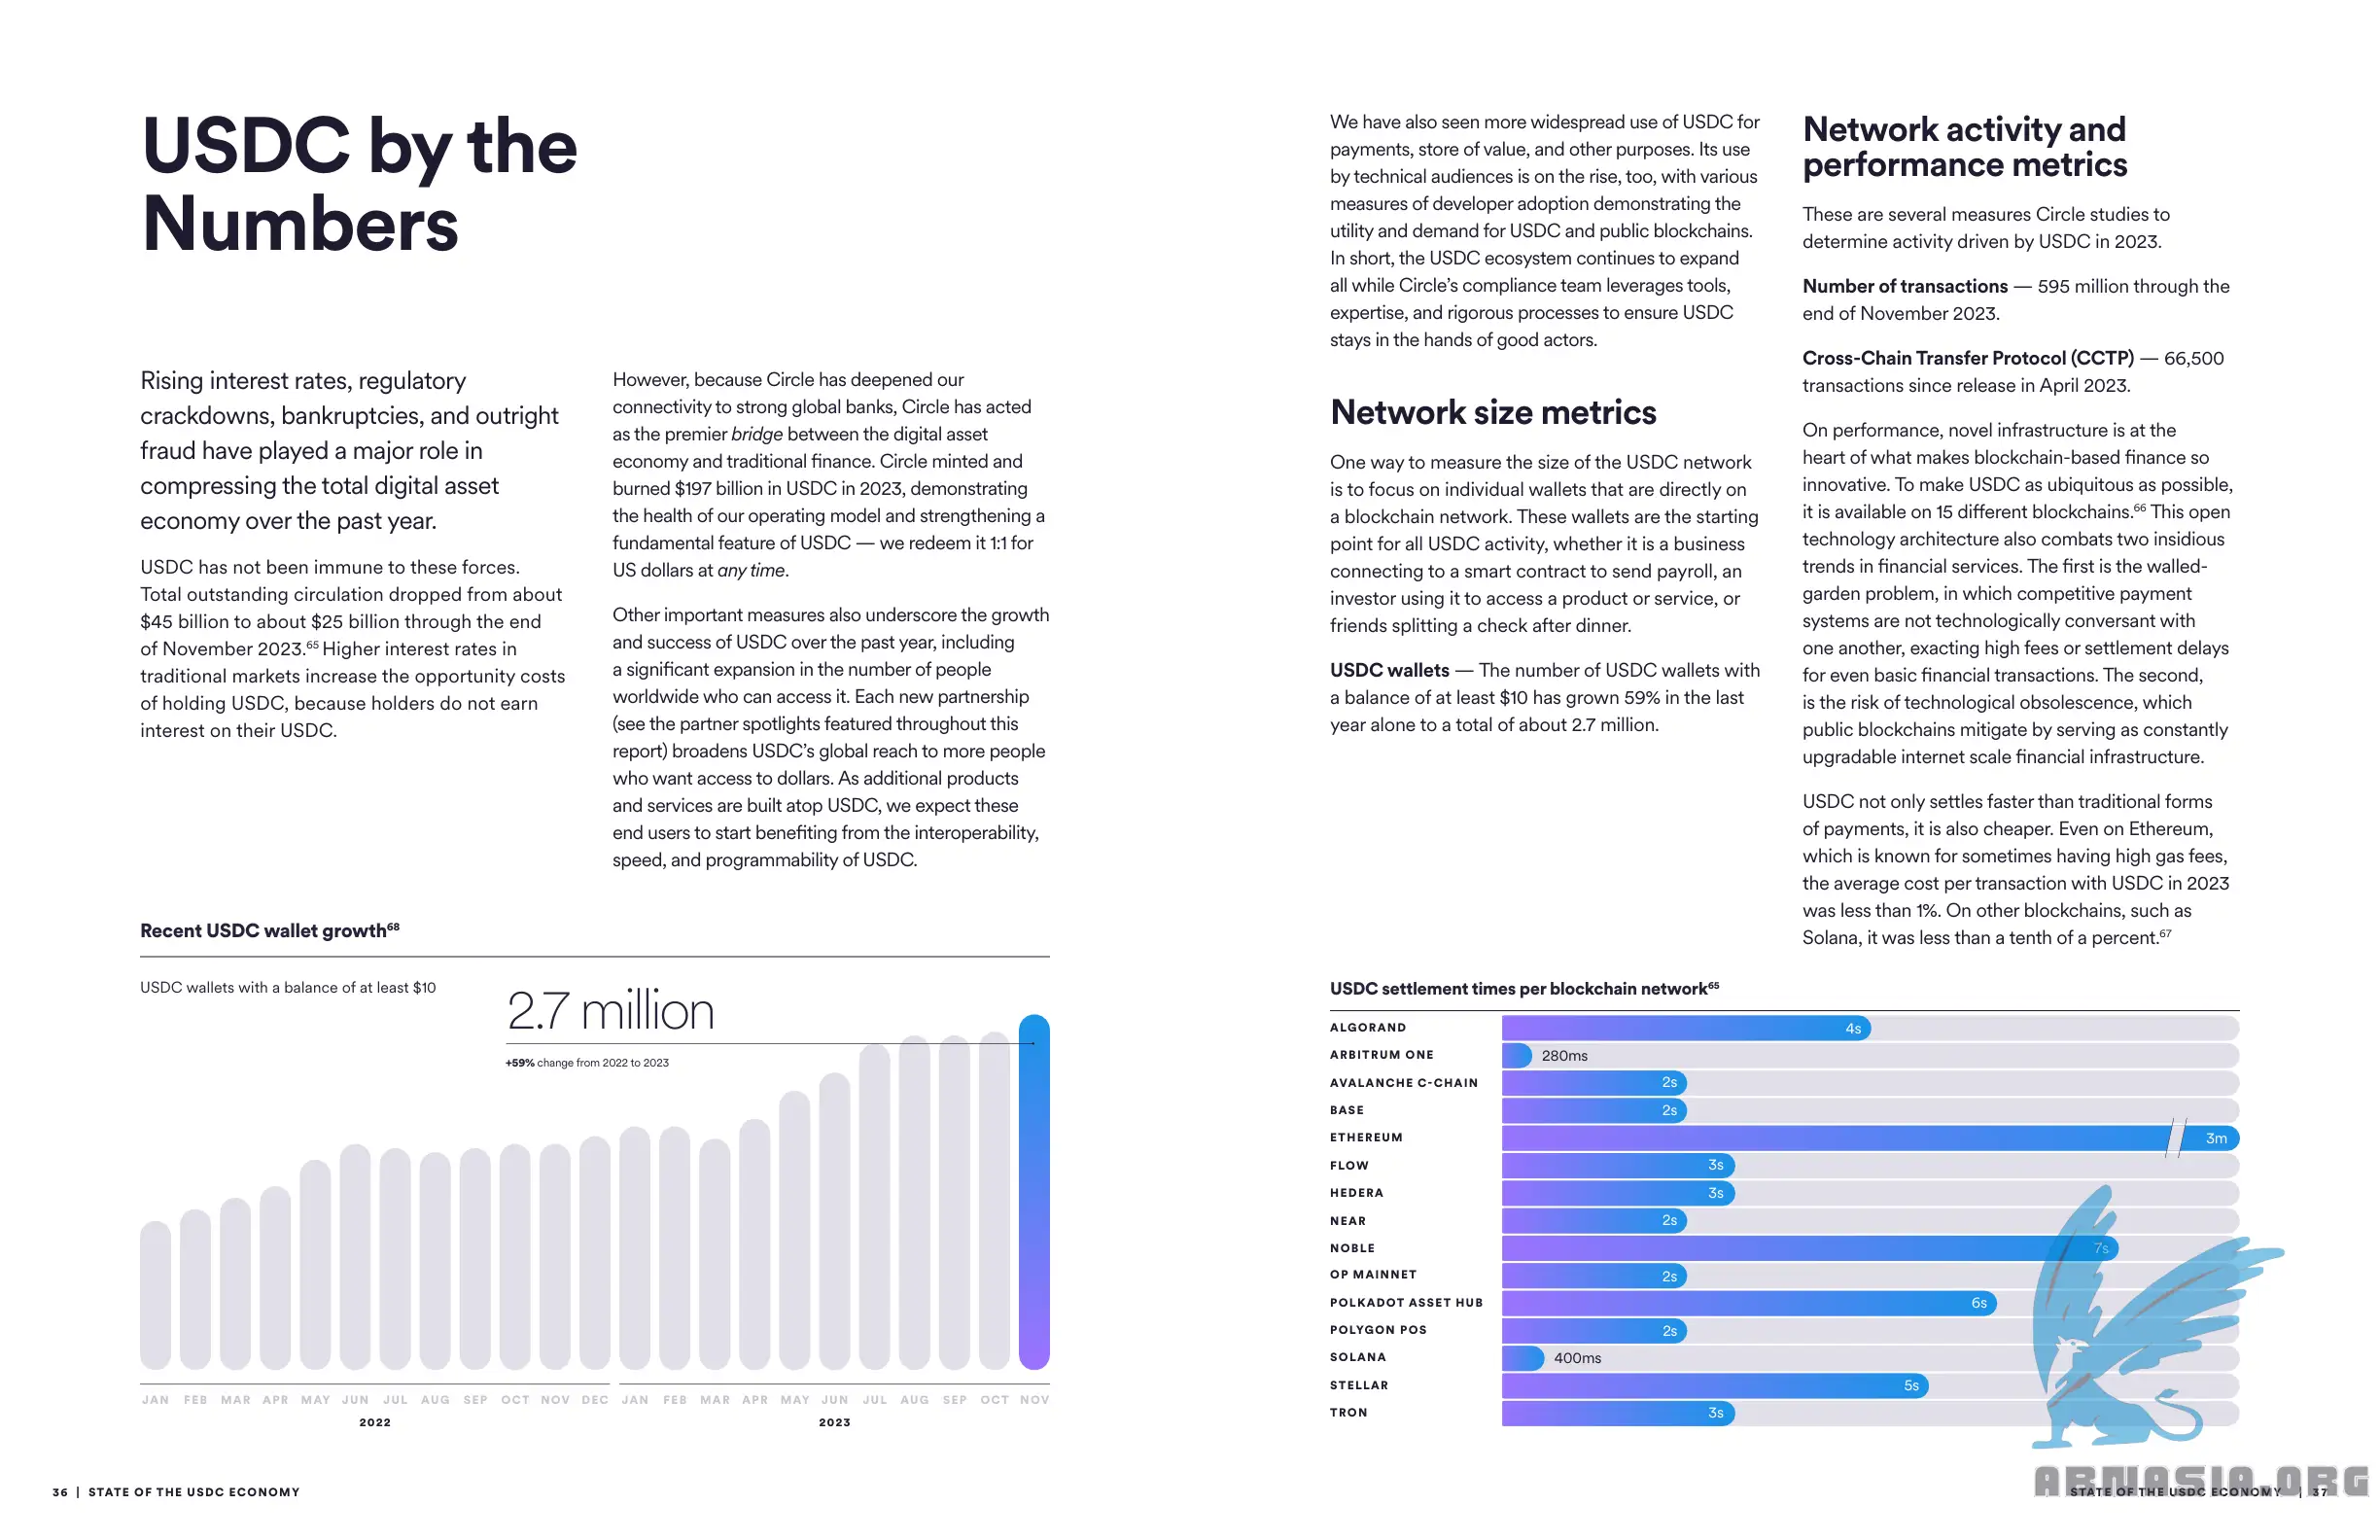 USDC by the
Numbers
Rising interest rates, regulatory
crackdowns, bankruptcies, and outright
fraud have played a major role in
compressing the total digital asset
economy over the past year.
USDC has not been immune to these forces.
Total outstanding circulation dropped from about
$45 billion to about $25 billion through the end
of November 2023.65 Higher interest rates in
traditional markets increase the opportunity costs
of holding USDC, because holders do not earn
interest on their USDC.
However, because Circle has deepened our
connectivity to strong global banks, Circle has acted
as the premier bridge between the digital asset
economy and traditional finance. Circle minted and
burned $197 billion in USDC in 2023, demonstrating
the health of our operating model and strengthening a
fundamental feature of USDC — we redeem it 1:1 for
US dollars at any time.
Other important measures also underscore the growth
and success of USDC over the past year, including
a significant expansion in the number of people
worldwide who can access it. Each new partnership
(see the partner spotlights featured throughout this
report) broadens USDC’s global reach to more people
who want access to dollars. As additional products
and services are built atop USDC, we expect these
end users to start benefiting from the interoperability,
speed, and programmability of USDC.
Recent USDC wallet growth68
USDC wallets with a balance of at least $10
2.7 million
+59% change from 2022 to 2023
JAN FEB MAR APR MAY JUN JUL AUG SEP OCT NOV DEC JAN FEB MAR APR MAY JUN JUL AUG SEP OCT NOV
2022 2023
36 | STATE OF THE USDC ECONOMY
We have also seen more widespread use of USDC for
payments, store of value, and other purposes. Its use
by technical audiences is on the rise, too, with various
measures of developer adoption demonstrating the
utility and demand for USDC and public blockchains.
In short, the USDC ecosystem continues to expand
all while Circle’s compliance team leverages tools,
expertise, and rigorous processes to ensure USDC
stays in the hands of good actors.
Network size metrics
One way to measure the size of the USDC network
is to focus on individual wallets that are directly on
a blockchain network. These wallets are the starting
point for all USDC activity, whether it is a business
connecting to a smart contract to send payroll, an
investor using it to access a product or service, or
friends splitting a check after dinner.
USDC wallets — The number of USDC wallets with
a balance of at least $10 has grown 59% in the last
year alone to a total of about 2.7 million.
Network activity and
performance metrics
These are several measures Circle studies to
determine activity driven by USDC in 2023.
Number of transactions — 595 million through the
end of November 2023.
Cross-Chain Transfer Protocol (CCTP) — 66,500
transactions since release in April 2023.
On performance, novel infrastructure is at the
heart of what makes blockchain-based finance so
innovative. To make USDC as ubiquitous as possible,
it is available on 15 different blockchains.66 This open
technology architecture also combats two insidious
trends in financial services. The first is the walled-
garden problem, in which competitive payment
systems are not technologically conversant with
one another, exacting high fees or settlement delays
for even basic financial transactions. The second,
is the risk of technological obsolescence, which
public blockchains mitigate by serving as constantly
upgradable internet scale financial infrastructure.
USDC not only settles faster than traditional forms
of payments, it is also cheaper. Even on Ethereum,
which is known for sometimes having high gas fees,
the average cost per transaction with USDC in 2023
was less than 1%. On other blockchains, such as
Solana, it was less than a tenth of a percent.67
USDC settlement times per blockchain network65
ALGORAND 4s
ARBITRUM ONE 280ms
AVALANCHE C-CHAIN 2s
BASE 2s
ETHEREUM 3m
FLOW 3s
HEDERA 3s
NEAR 2s
NOBLE 7s
OP MAINNET 2s
POLKADOT ASSET HUB 6s
POLYGON POS 2s
SOLANA 400ms
STELLAR 5s
TRON 3s
ARMASIA.ORG
STATE OF THE USDC ECONOMY | 37